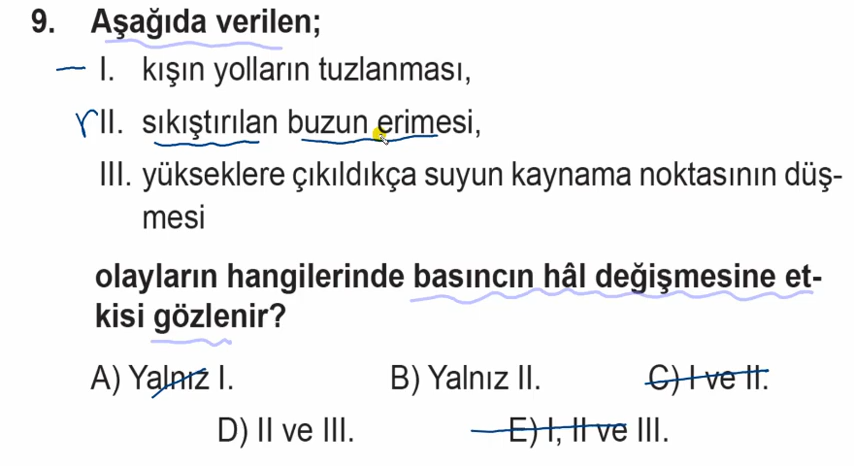 9. Aşağıda verilen;
I. kışın yolların tuzlanması,
II. sıkıştırılan buzun erimesi,
III. yükseklere çıkıldıkça suyun kaynama noktasının düş-
mesi
olayların hangilerinde basıncın hâl değişmesine et-
kisi gözlenir?
A) Yalnız I. B) Yalnız II. C) I ve II.
D) II ve III. E) I, II ve III.